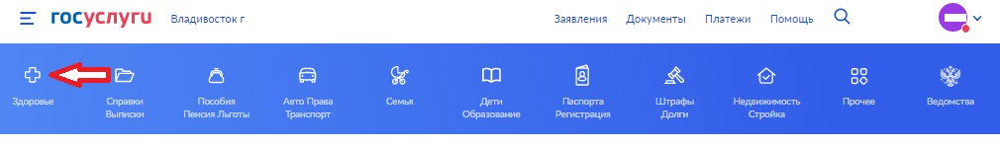 госуслуги Владивосток г Заявления Документы Платежи Помощь
Здоровье Справки Пособия Авто Права Семья Дети Паспорта Штрафы Недвижимость Прочее Ведомства
Выписки Пенсия Льготы Транспорт Образование Регистрация Долги Стройка